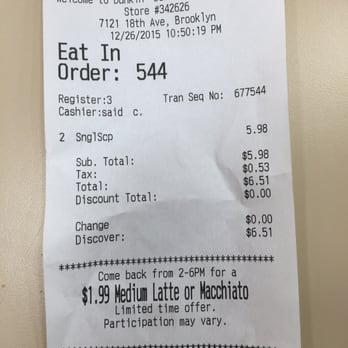 Welcome to Dunkin'
Store #342626
7121 18th Ave, Brooklyn
12/26/2015 10:50:19 PM
Eat In
Order: 544
Register:3 Tran Seq No: 677544
Cashier:said c.
2 SnglScp 5.98
Sub. Total: $5.98
Tax: $0.53
Total: $6.51
Discount Total: $0.00
Change $0.00
Discover: $6.51
******************************
Come back from 2-6PM for a
$1.99 Medium Latte or Macchiato
Limited time offer.
Participation may vary.